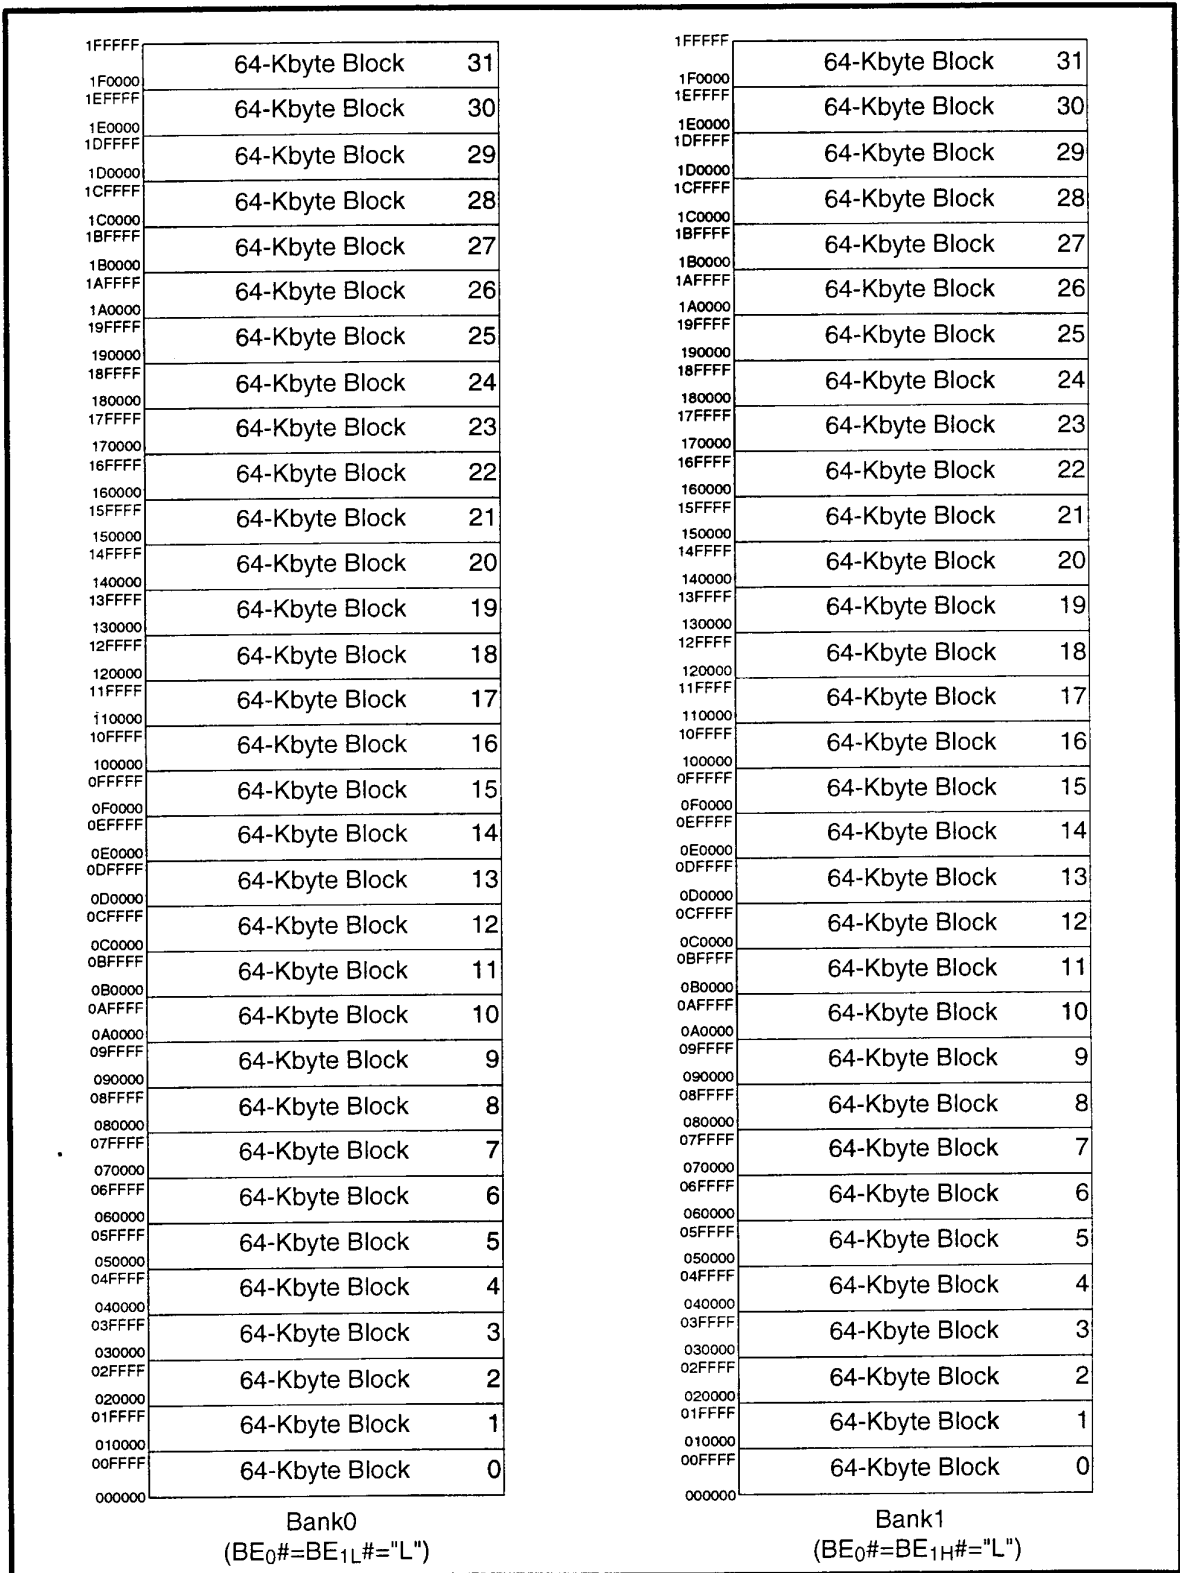 1FFFFF
64-Kbyte Block 31
1F0000
1EFFFF
64-Kbyte Block 30
1E0000
1DFFFF
64-Kbyte Block 29
1D0000
1CFFFF
64-Kbyte Block 28
1C0000
1BFFFF
64-Kbyte Block 27
1B0000
1AFFFF
64-Kbyte Block 26
1A0000
19FFFF
64-Kbyte Block 25
190000
18FFFF
64-Kbyte Block 24
180000
17FFFF
64-Kbyte Block 23
170000
16FFFF
64-Kbyte Block 22
160000
15FFFF
64-Kbyte Block 21
150000
14FFFF
64-Kbyte Block 20
140000
13FFFF
64-Kbyte Block 19
130000
12FFFF
64-Kbyte Block 18
120000
11FFFF
64-Kbyte Block 17
110000
10FFFF
64-Kbyte Block 16
100000
0FFFFF
64-Kbyte Block 15
0F0000
0EFFFF
64-Kbyte Block 14
0E0000
0DFFFF
64-Kbyte Block 13
0D0000
0CFFFF
64-Kbyte Block 12
0C0000
0BFFFF
64-Kbyte Block 11
0B0000
0AFFFF
64-Kbyte Block 10
0A0000
09FFFF
64-Kbyte Block 9
090000
08FFFF
64-Kbyte Block 8
080000
07FFFF
64-Kbyte Block 7
070000
06FFFF
64-Kbyte Block 6
060000
05FFFF
64-Kbyte Block 5
050000
04FFFF
64-Kbyte Block 4
040000
03FFFF
64-Kbyte Block 3
030000
02FFFF
64-Kbyte Block 2
020000
01FFFF
64-Kbyte Block 1
010000
00FFFF
64-Kbyte Block 0
000000
Bank0
(BE0#=BE1L#="L")
1FFFFF
64-Kbyte Block 31
1F0000
1EFFFF
64-Kbyte Block 30
1E0000
1DFFFF
64-Kbyte Block 29
1D0000
1CFFFF
64-Kbyte Block 28
1C0000
1BFFFF
64-Kbyte Block 27
1B0000
1AFFFF
64-Kbyte Block 26
1A0000
19FFFF
64-Kbyte Block 25
190000
18FFFF
64-Kbyte Block 24
180000
17FFFF
64-Kbyte Block 23
170000
16FFFF
64-Kbyte Block 22
160000
15FFFF
64-Kbyte Block 21
150000
14FFFF
64-Kbyte Block 20
140000
13FFFF
64-Kbyte Block 19
130000
12FFFF
64-Kbyte Block 18
120000
11FFFF
64-Kbyte Block 17
110000
10FFFF
64-Kbyte Block 16
100000
0FFFFF
64-Kbyte Block 15
0F0000
0EFFFF
64-Kbyte Block 14
0E0000
0DFFFF
64-Kbyte Block 13
0D0000
0CFFFF
64-Kbyte Block 12
0C0000
0BFFFF
64-Kbyte Block 11
0B0000
0AFFFF
64-Kbyte Block 10
0A0000
09FFFF
64-Kbyte Block 9
090000
08FFFF
64-Kbyte Block 8
080000
07FFFF
64-Kbyte Block 7
070000
06FFFF
64-Kbyte Block 6
060000
05FFFF
64-Kbyte Block 5
050000
04FFFF
64-Kbyte Block 4
040000
03FFFF
64-Kbyte Block 3
030000
02FFFF
64-Kbyte Block 2
020000
01FFFF
64-Kbyte Block 1
010000
00FFFF
64-Kbyte Block 0
000000
Bank1
(BE0#=BE1H#="L")